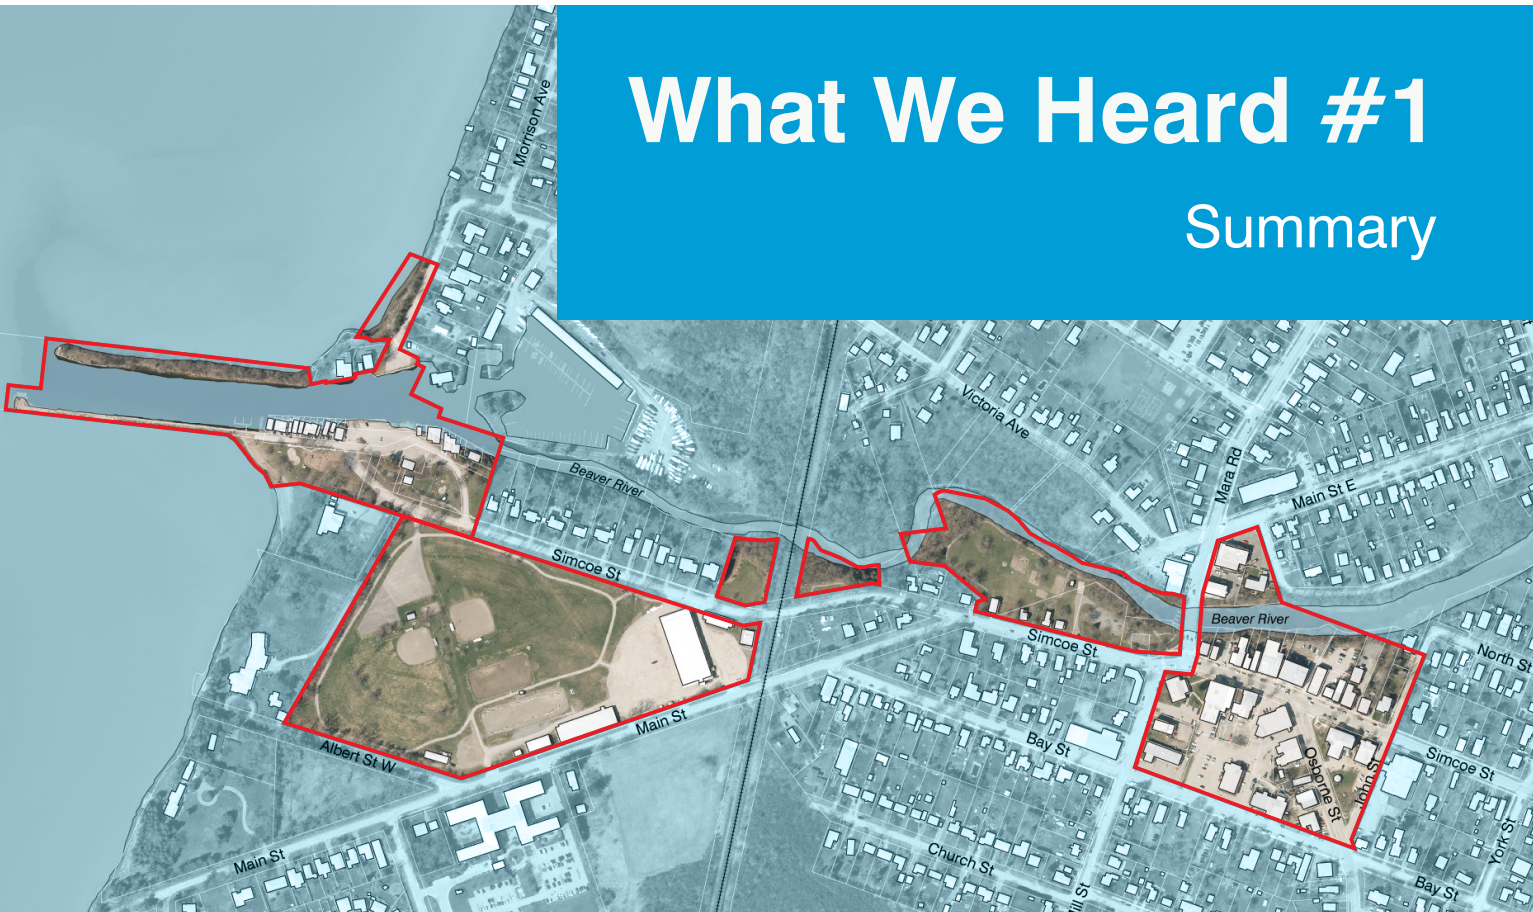 What We Heard #1
Summary
Morrison Ave
Victoria Ave
Mara Rd
Main St E
Beaver River
Simcoe St
Beaver River
Simcoe St
North St
Main St
Albert St W
Bay St
Osborne St
John St
Simcoe St
York St
Main St
Church St
Bay St